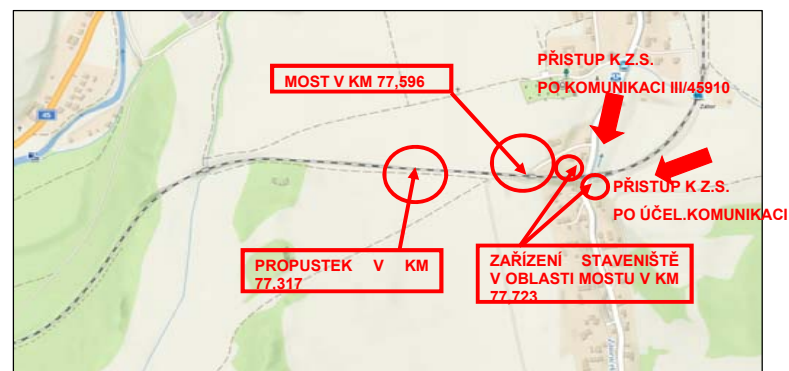 PŘISTUP K Z.S.
PO KOMUNIKACI III/45910
MOST V KM 77,596
45
Zátor
PŘISTUP K Z.S.
PO ÚČEL.KOMUNIKACI
PROPUSTEK V KM
77,317
ZAŘÍZENÍ STAVENIŠTĚ
V OBLASTI MOSTU V KM
77,723